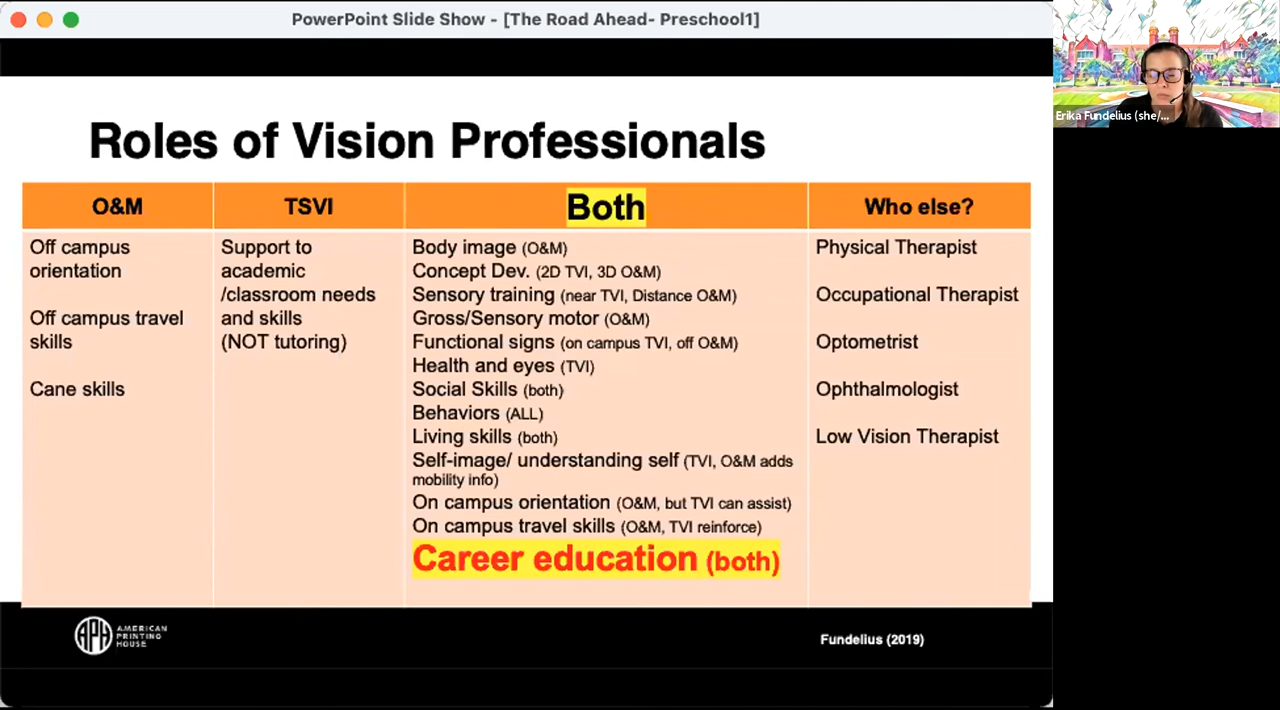 PowerPoint Slide Show - [The Road Ahead- Preschool1]
Erika Fundelius (she/...
Roles of Vision Professionals
O&M
TSVI
Both
Who else?
Off campus
orientation
Off campus travel
skills
Cane skills
Support to
academic
/classroom needs
and skills
(NOT tutoring)
Body image (O&M)
Concept Dev. (2D TVI, 3D O&M)
Sensory training (near TVI, Distance O&M)
Gross/Sensory motor (O&M)
Functional signs (on campus TVI, off O&M)
Health and eyes (TVI)
Social Skills (both)
Behaviors (ALL)
Living skills (both)
Self-image/ understanding self (TVI, O&M adds
mobility info)
On campus orientation (O&M, but TVI can assist)
On campus travel skills (O&M, TVI reinforce)
Career education (both)
Physical Therapist
Occupational Therapist
Optometrist
Ophthalmologist
Low Vision Therapist
APH
AMERICAN
PRINTING
HOUSE
Fundelius (2019)